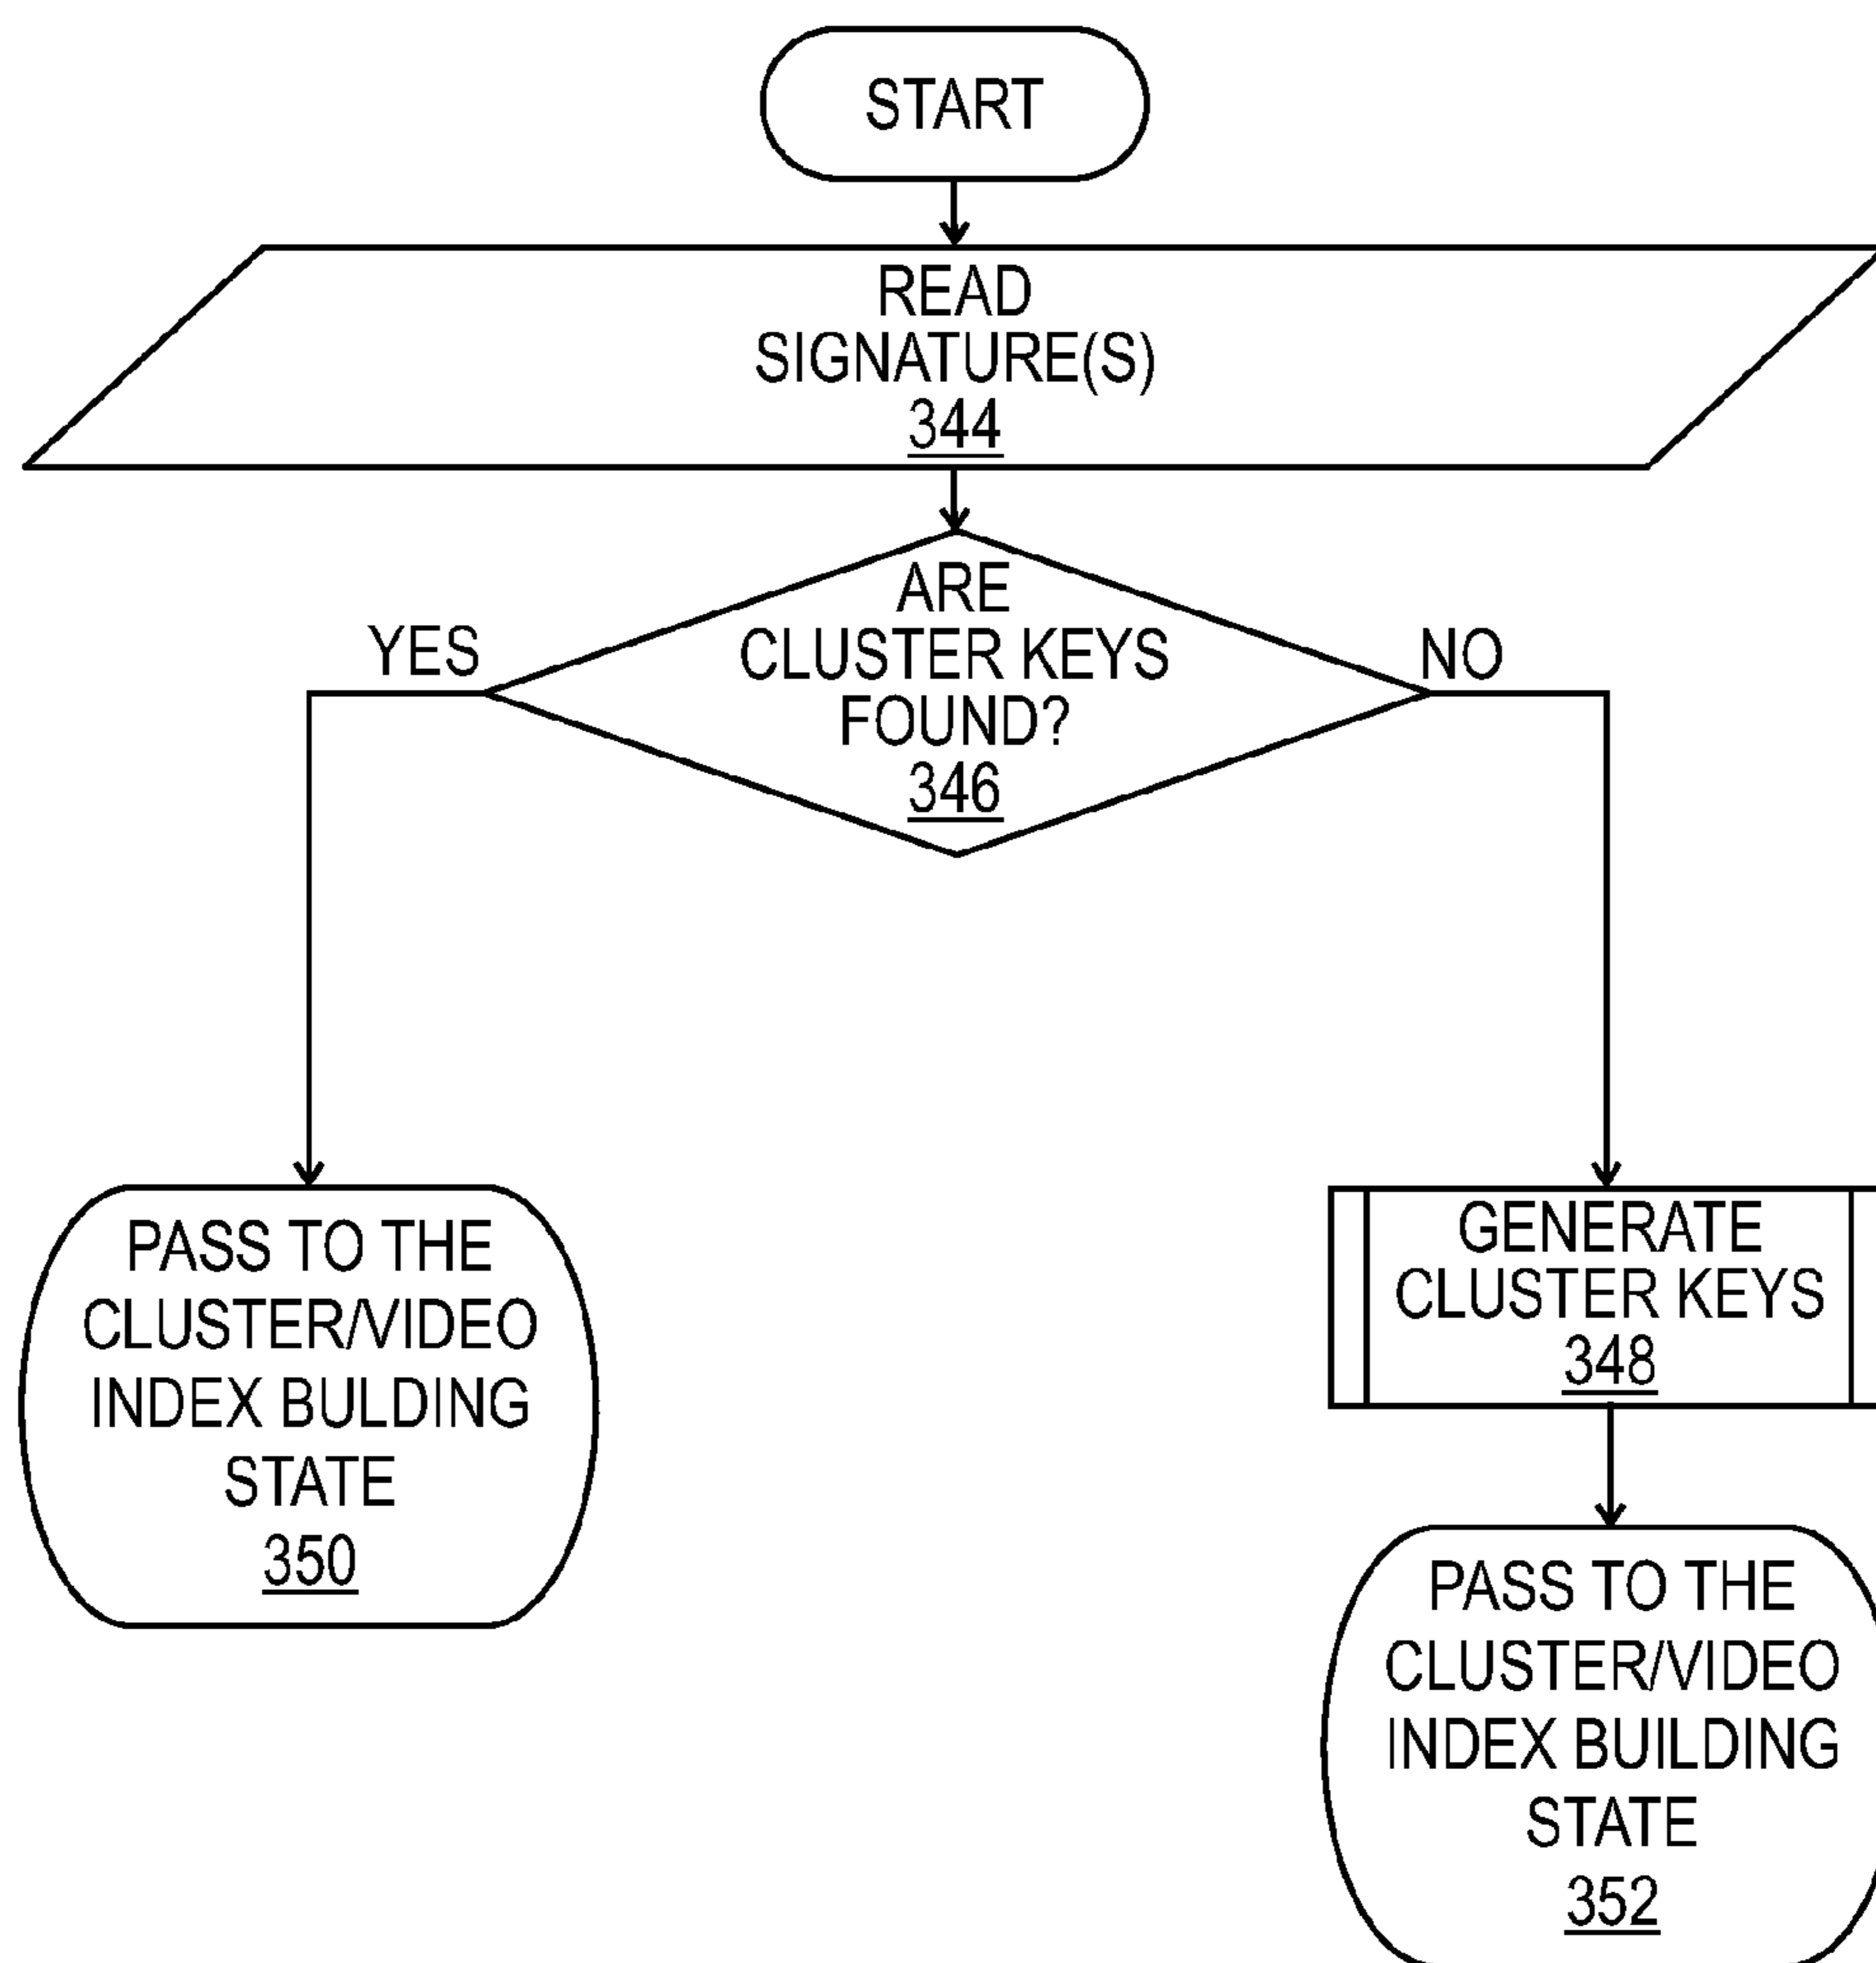 START
READ
SIGNATURE(S)
344
ARE
CLUSTER KEYS
FOUND?
346
YES
NO
PASS TO THE
CLUSTER/VIDEO
INDEX BULDING
STATE
350
GENERATE
CLUSTER KEYS
348
PASS TO THE
CLUSTER/VIDEO
INDEX BUILDING
STATE
352